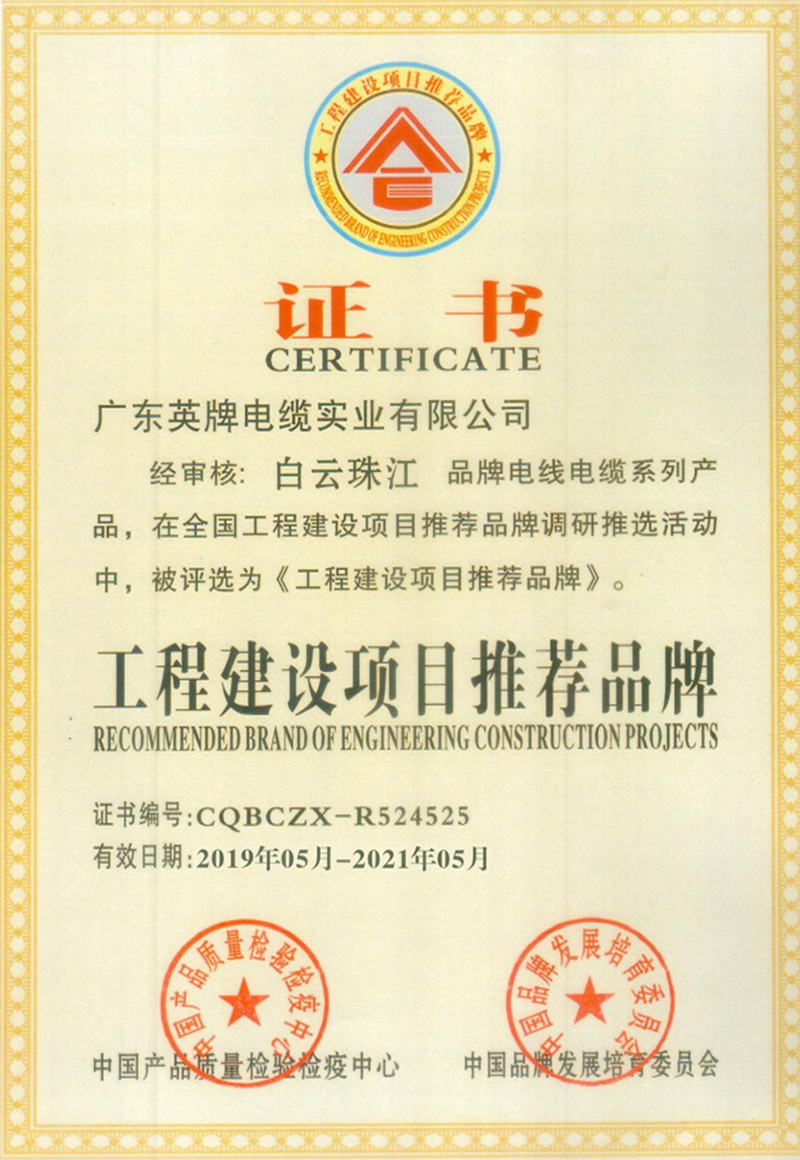 工程建设项目推荐品牌
RECOMMENDED BRAND OF ENGINEERING CONSTRUCTION PROJECTS
证书
CERTIFICATE
广东英牌电缆实业有限公司
经审核: 白云珠江 品牌电线电缆系列产
品，在全国工程建设项目推荐品牌调研推选活动
中，被评选为《工程建设项目推荐品牌》。
工程建设项目推荐品牌
RECOMMENDED BRAND OF ENGINEERING CONSTRUCTION PROJECTS
证书编号:CQBCZX-R524525
有效日期:2019年05月-2021年05月
中国产品质量检验检疫中心
中国品牌发展培育委员会
中国产品质量检验检疫中心 中国品牌发展培育委员会